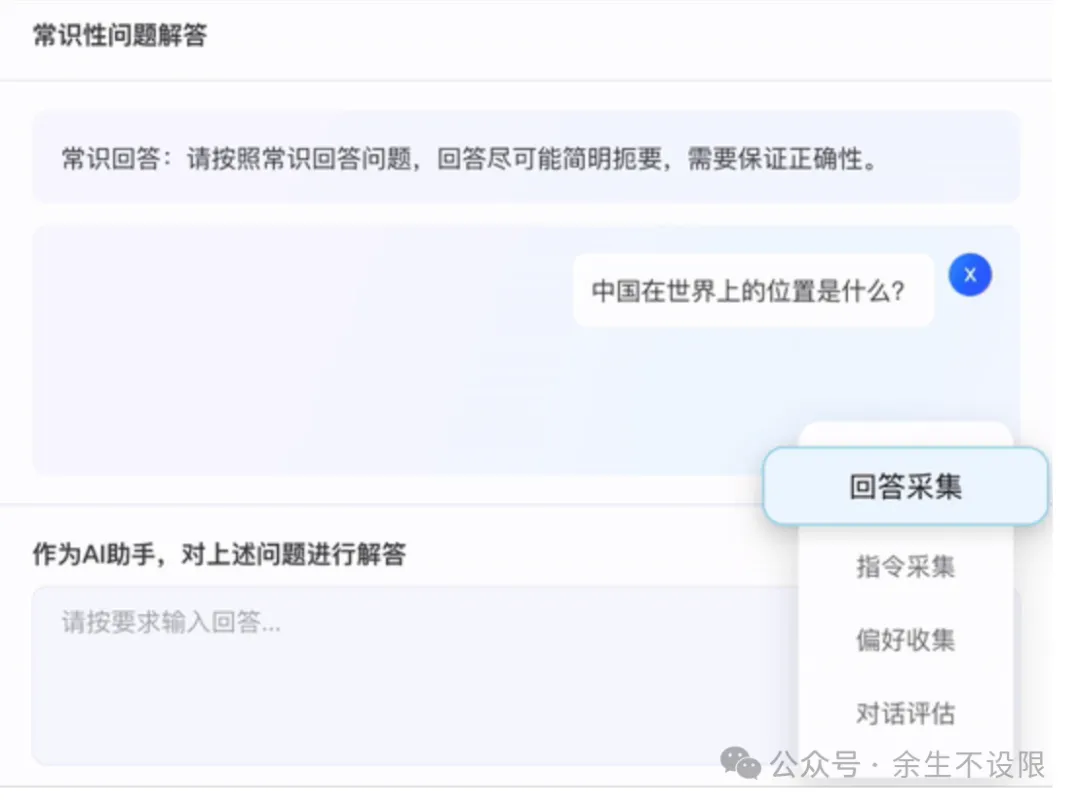 常识性问题解答
常识回答：请按照常识回答问题，回答尽可能简明扼要，需要保证正确性。
中国在世界上的位置是什么？
X
回答采集
作为AI助手，对上述问题进行解答
指令采集
请按要求输入回答...
偏好收集
对话评估
公众号 · 余生不设限